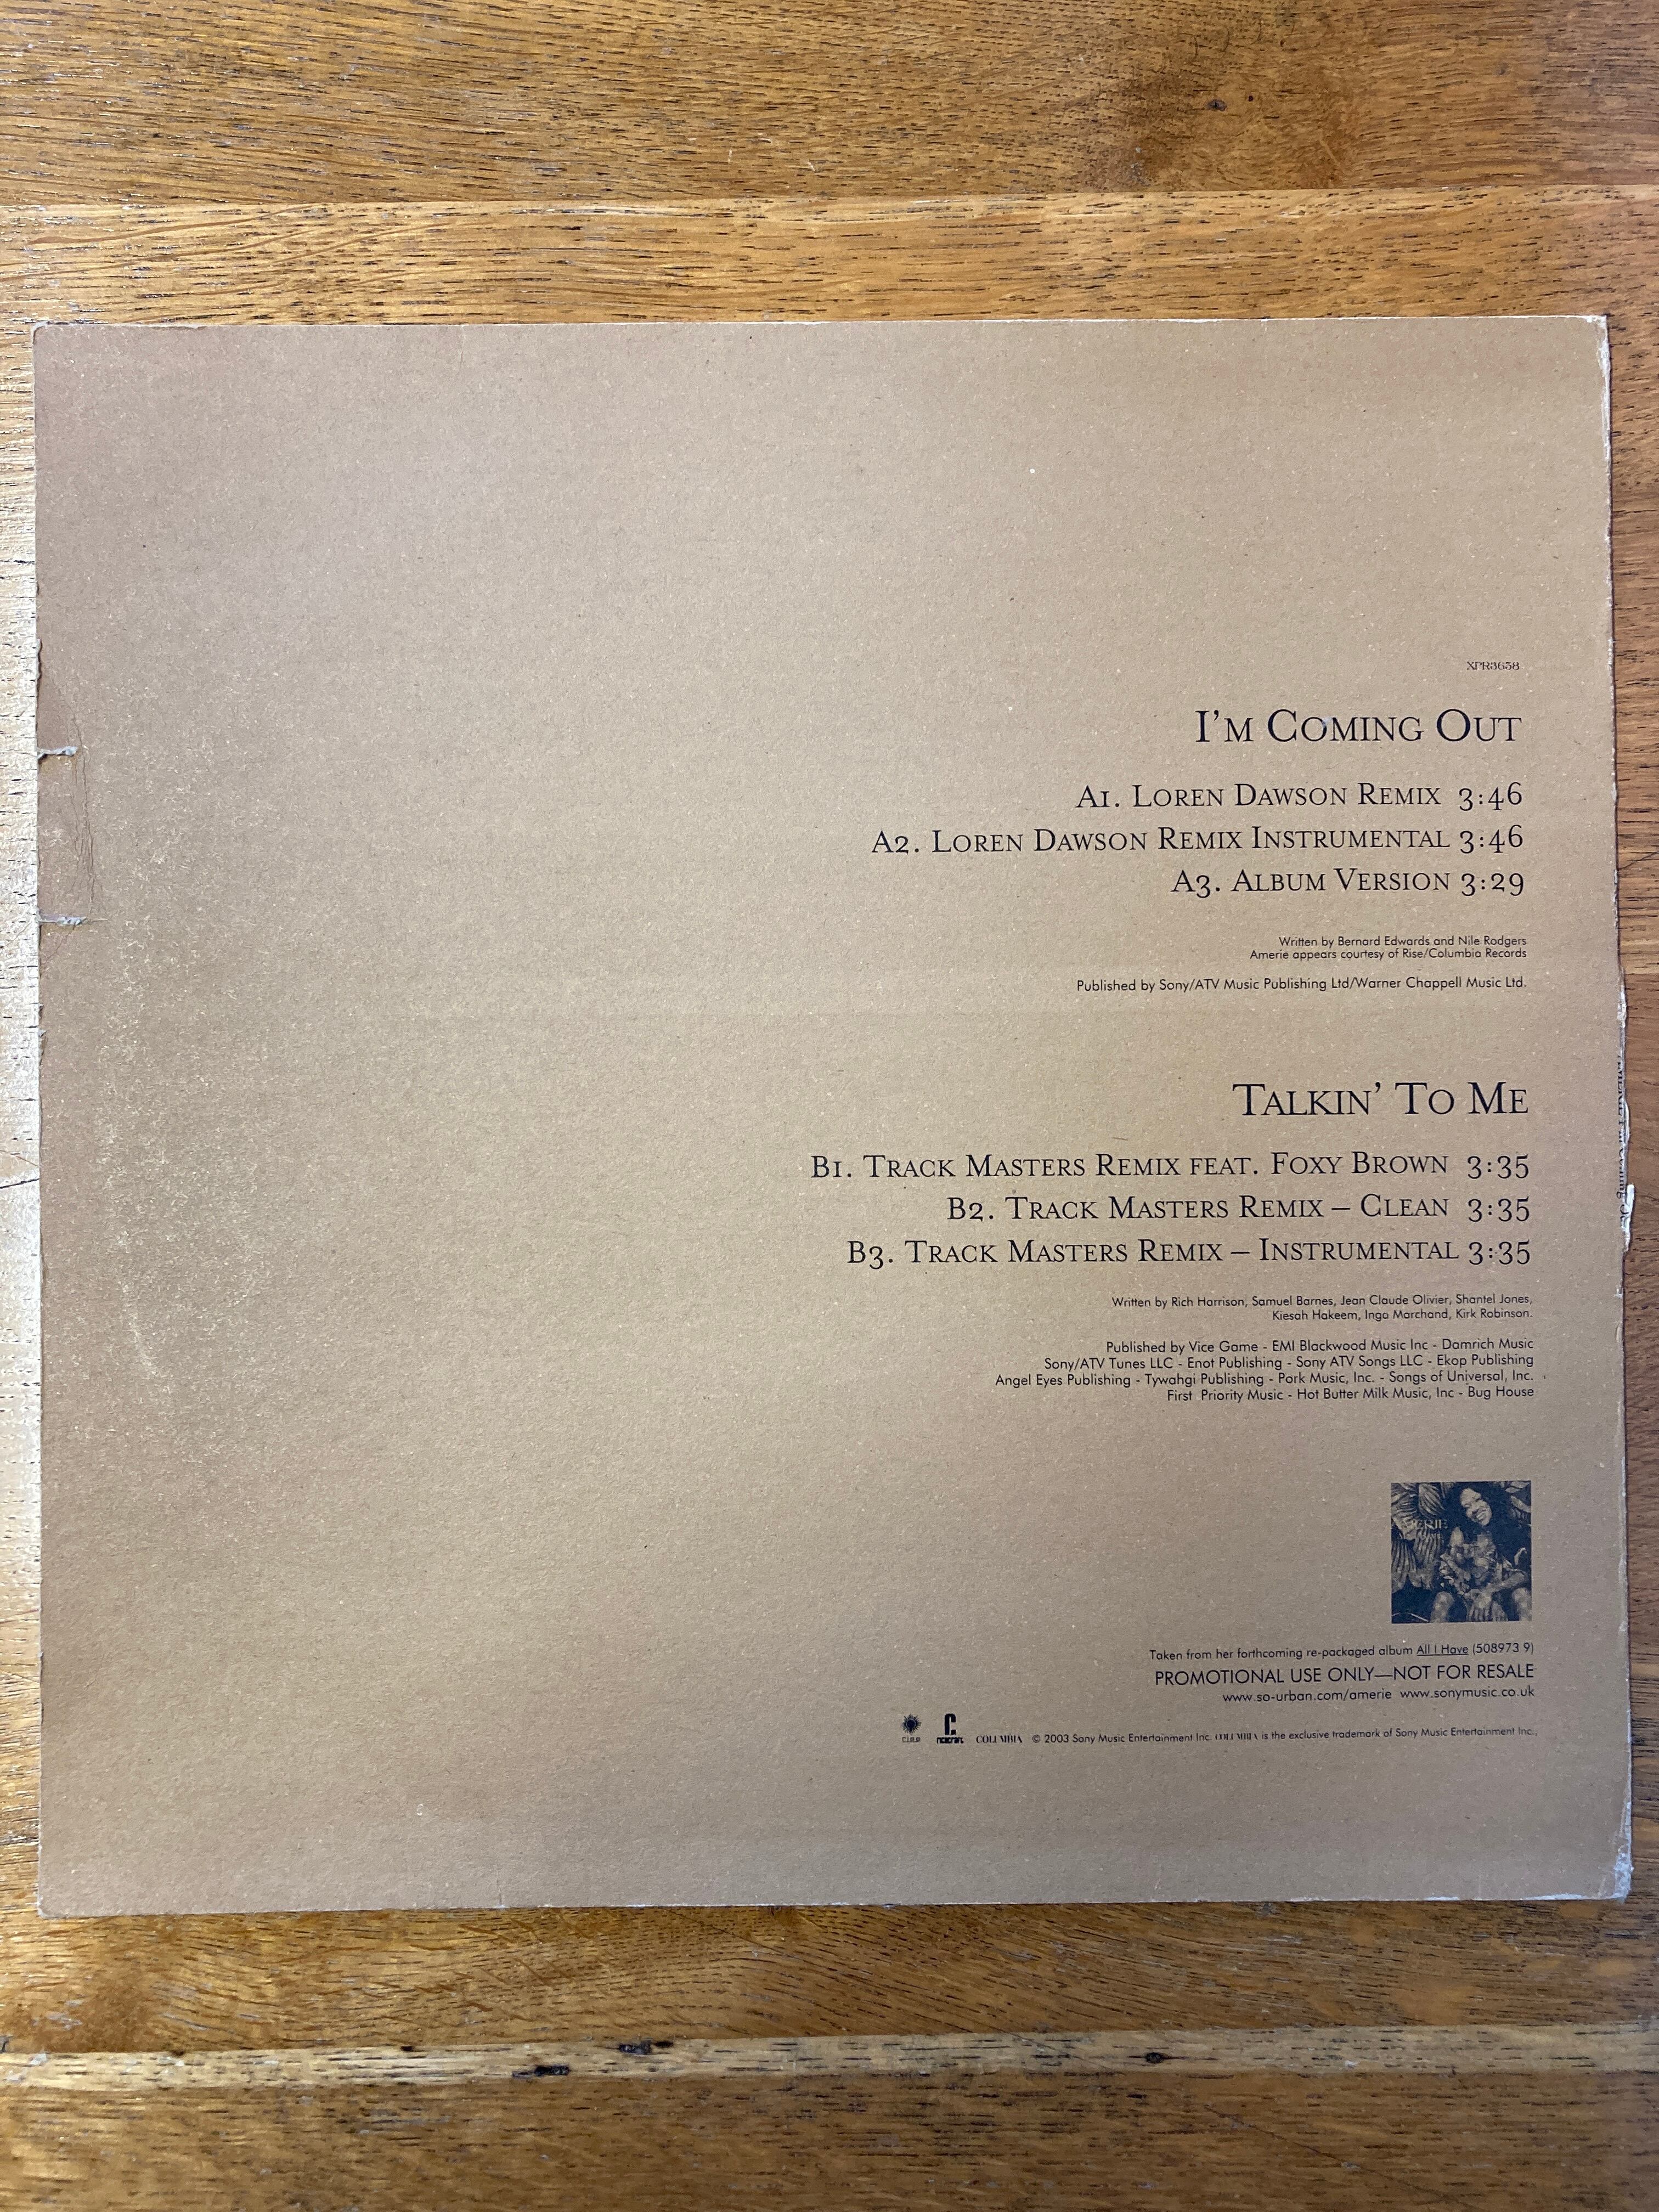 XPR3658
I'M COMING OUT
A1. LOREN DAWSON REMIX 3:46
A2. LOREN DAWSON REMIX INSTRUMENTAL 3:46
A3. ALBUM VERSION 3:29
Written by Bernard Edwards and Nile Rodgers
Amerie appears courtesy of Rise/Columbia Records
Published by Sony/ATV Music Publishing Ltd/Warner Chappell Music Ltd.
TALKIN' TO ME
B1. TRACK MASTERS REMIX FEAT. FOXY BROWN 3:35
B2. TRACK MASTERS REMIX – CLEAN 3:35
B3. TRACK MASTERS REMIX – INSTRUMENTAL 3:35
Written by Rich Harrison, Samuel Barnes, Jean Claude Olivier, Shantel Jones,
Kiesah Hakeem, Inga Marchand, Kirk Robinson.
Published by Vice Game - EMI Blackwood Music Inc - Damrich Music
Sony/ATV Tunes LLC - Enot Publishing - Sony ATV Songs LLC - Ekop Publishing
Angel Eyes Publishing - Tywahgi Publishing - Park Music, Inc. - Songs of Universal, Inc.
First Priority Music - Hot Butter Milk Music, Inc - Bug House
AMERIE
Taken from her forthcoming re-packaged album All I Have (508973 9)
PROMOTIONAL USE ONLY—NOT FOR RESALE
www.so-urban.com/amerie www.sonymusic.co.uk
COLUMBIA © 2003 Sony Music Entertainment Inc. COLUMBIA is the exclusive trademark of Sony Music Entertainment Inc.,